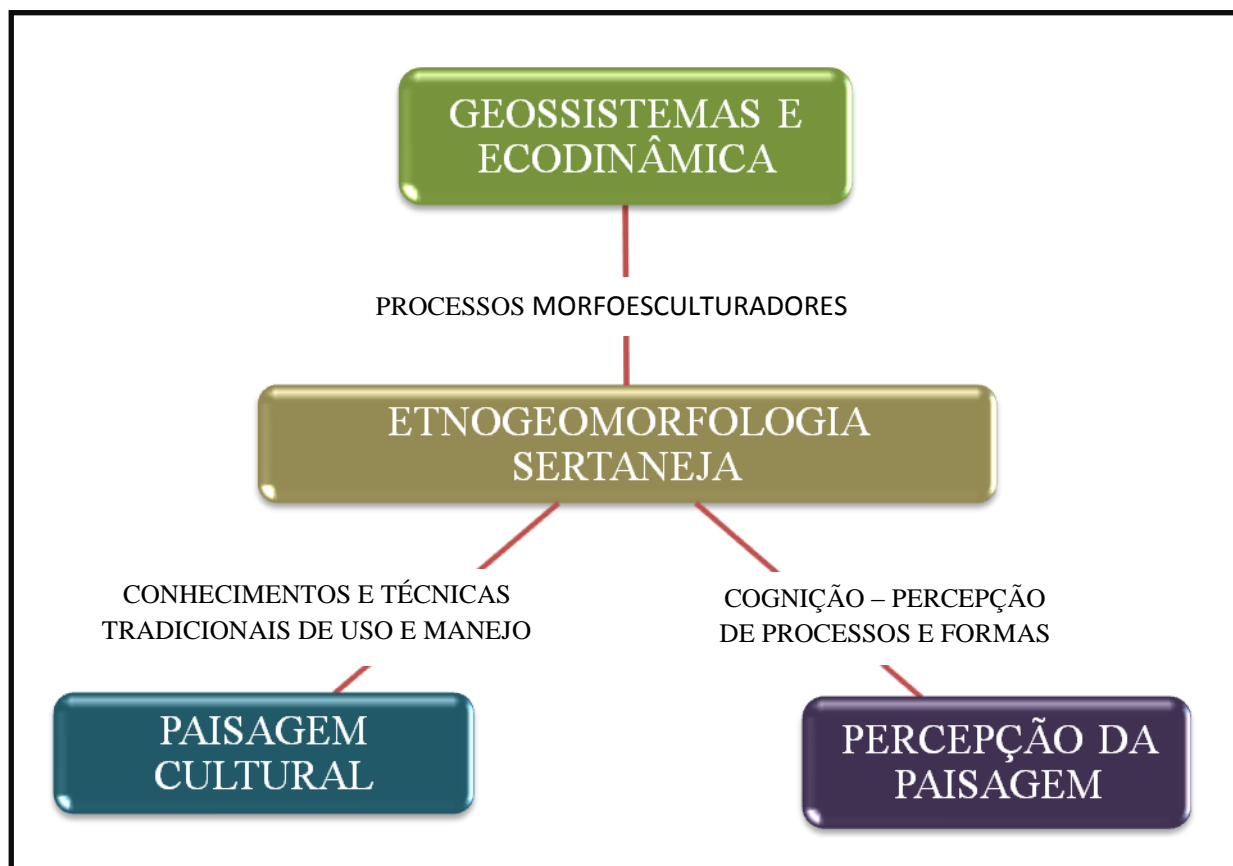 GEOSSISTEMAS E
ECODINÂMICA
PROCESSOS MORFOESCULTURADORES
ETNOGEOMORFOLOGIA
SERTANEJA
CONHECIMENTOS E TÉCNICAS
TRADICIONAIS DE USO E MANEJO
COGNIÇÃO – PERCEPÇÃO
DE PROCESSOS E FORMAS
PAISAGEM
CULTURAL
PERCEPÇÃO DA
PAISAGEM